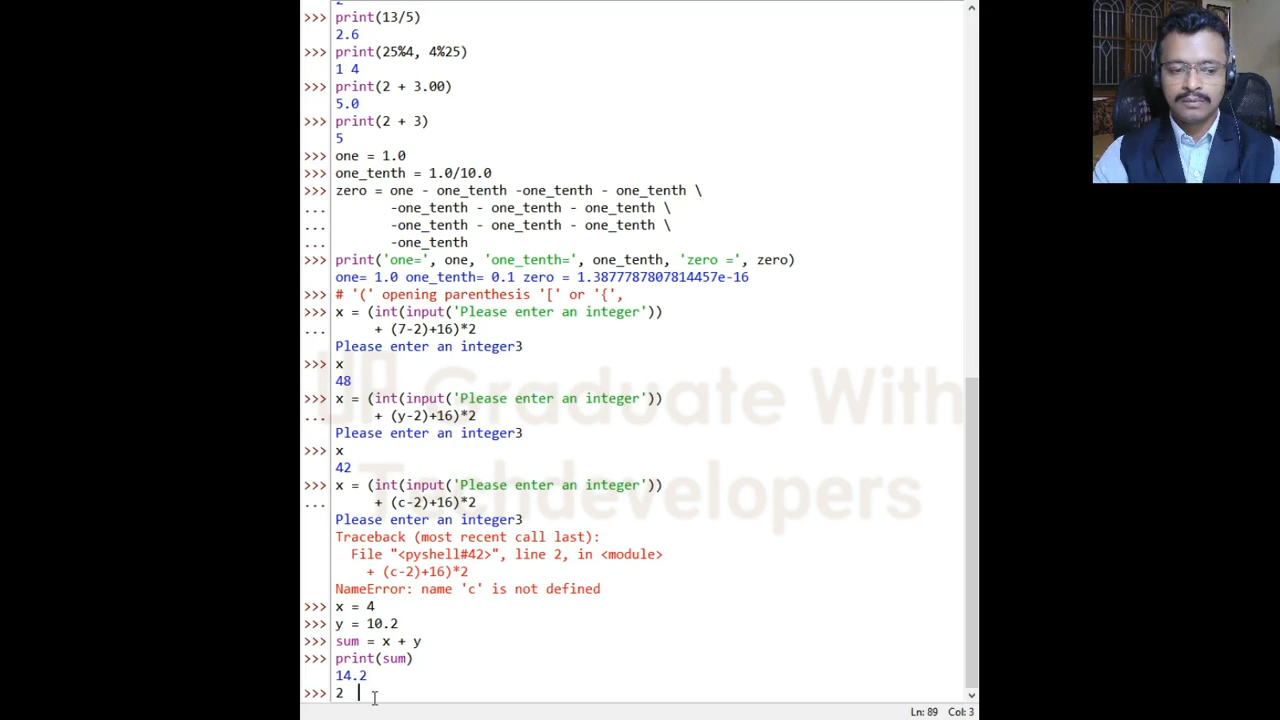 >>> print(13/5)
2.6
>>> print(25%4, 4%25)
1 4
>>> print(2 + 3.00)
5.0
>>> print(2 + 3)
5
>>> one = 1.0
>>> one_tenth = 1.0/10.0
>>> zero = one - one_tenth -one_tenth - one_tenth \
... -one_tenth - one_tenth - one_tenth \
... -one_tenth - one_tenth - one_tenth \
... -one_tenth
>>> print('one=', one, 'one_tenth=', one_tenth, 'zero =', zero)
one= 1.0 one_tenth= 0.1 zero = 1.3877787807814457e-16
>>> # '(' opening parenthesis '[' or '{',
>>> x = (int(input('Please enter an integer'))
... + (7-2)+16)*2
Please enter an integer3
>>> x
48
>>> x = (int(input('Please enter an integer'))
... + (y-2)+16)*2
Please enter an integer3
>>> x
42
>>> x = (int(input('Please enter an integer'))
... + (c-2)+16)*2
Please enter an integer3
Traceback (most recent call last):
File "<pyshell#42>", line 2, in <module>
+ (c-2)+16)*2
NameError: name 'c' is not defined
>>> x = 4
>>> y = 10.2
>>> sum = x + y
>>> print(sum)
14.2
>>> 2
Graduate With
Techdevelopers
Ln: 89 Col: 3